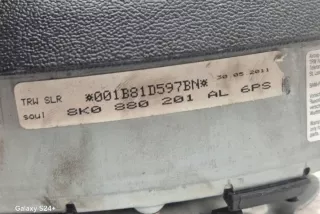 30.05.2011
TRW SLR *001B81D597BN*
soul 8K0 880 201 AL 6PS
Galaxy S24+